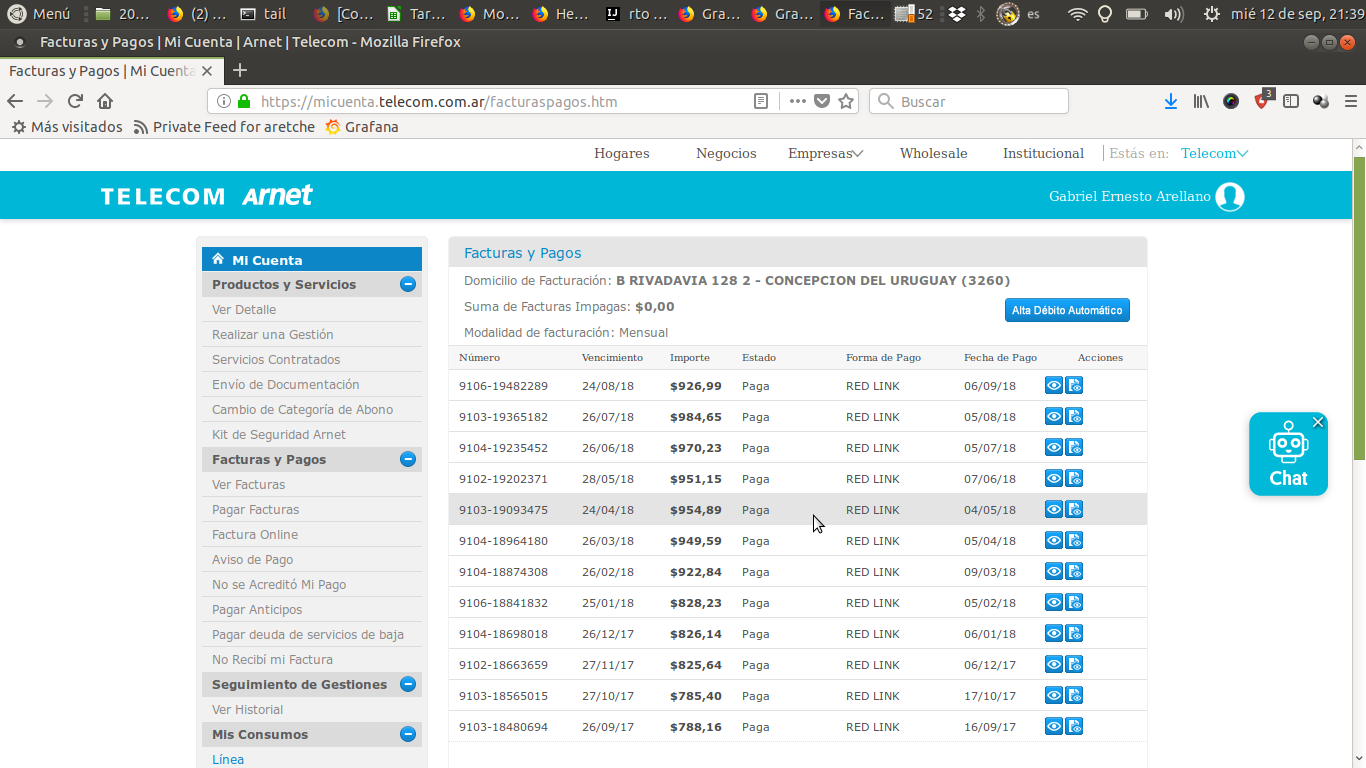 Menú 20... (2) ... tail [Co... Tar... Mo... He... rto ... Gra... Gra... Fac... 52 es mié 12 de sep, 21:39
Facturas y Pagos | Mi Cuenta | Arnet | Telecom - Mozilla Firefox
Facturas y Pagos | Mi Cuenta
https://micuenta.telecom.com.ar/facturaspagos.htm Buscar 3
Más visitados Private Feed for aretche Grafana
Hogares Negocios Empresas Wholesale Institucional Estás en: Telecom
TELECOM Arnet Gabriel Ernesto Arellano
Mi Cuenta
Productos y Servicios
Ver Detalle
Realizar una Gestión
Servicios Contratados
Envío de Documentación
Cambio de Categoría de Abono
Kit de Seguridad Arnet
Facturas y Pagos
Ver Facturas
Pagar Facturas
Factura Online
Aviso de Pago
No se Acreditó Mi Pago
Pagar Anticipos
Pagar deuda de servicios de baja
No Recibí mi Factura
Seguimiento de Gestiones
Ver Historial
Mis Consumos
Línea
Facturas y Pagos
Domicilio de Facturación: B RIVADAVIA 128 2 - CONCEPCION DEL URUGUAY (3260)
Suma de Facturas Impagas: $0,00
Alta Débito Automático
Modalidad de facturación: Mensual
Número Vencimiento Importe Estado Forma de Pago Fecha de Pago Acciones
9106-19482289 24/08/18 $926,99 Paga RED LINK 06/09/18
9103-19365182 26/07/18 $984,65 Paga RED LINK 05/08/18
9104-19235452 26/06/18 $970,23 Paga RED LINK 05/07/18
9102-19202371 28/05/18 $951,15 Paga RED LINK 07/06/18
9103-19093475 24/04/18 $954,89 Paga RED LINK 04/05/18
9104-18964180 26/03/18 $949,59 Paga RED LINK 05/04/18
9104-18874308 26/02/18 $922,84 Paga RED LINK 09/03/18
9106-18841832 25/01/18 $828,23 Paga RED LINK 05/02/18
9104-18698018 26/12/17 $826,14 Paga RED LINK 06/01/18
9102-18663659 27/11/17 $825,64 Paga RED LINK 06/12/17
9103-18565015 27/10/17 $785,40 Paga RED LINK 17/10/17
9103-18480694 26/09/17 $788,16 Paga RED LINK 16/09/17
Chat